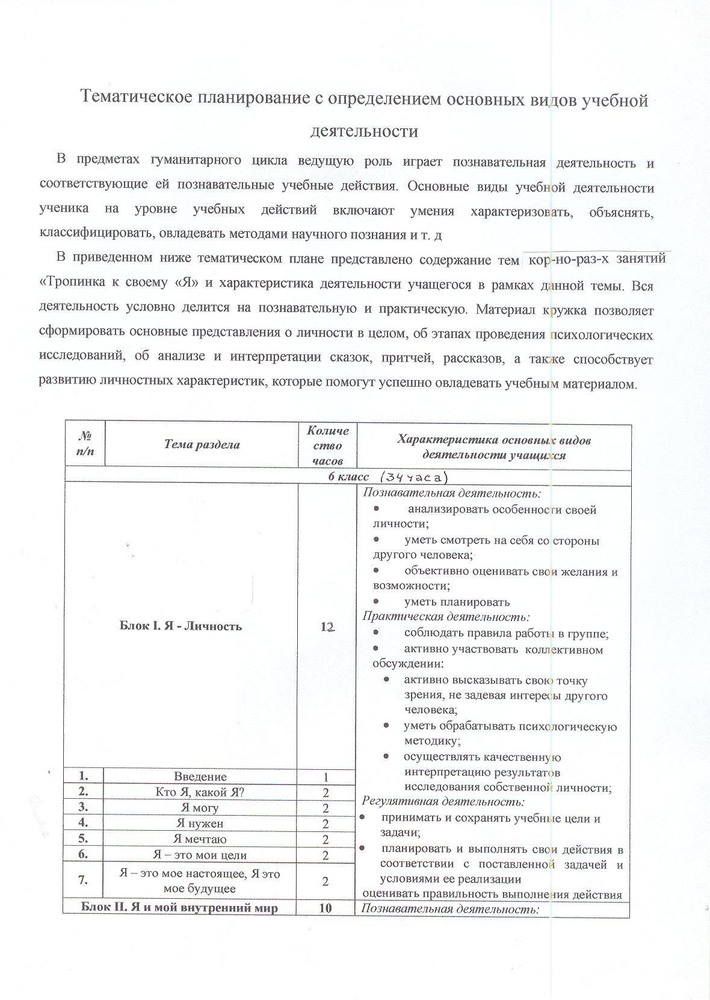 Тематическое планирование с определением основных видов учебной
деятельности
В предметах гуманитарного цикла ведущую роль играет познавательная деятельность и
соответствующие ей познавательные учебные действия. Основные виды учебной деятельности
ученика на уровне учебных действий включают умения характеризовать, объяснять,
классифицировать, овладевать методами научного познания и т. д
В приведенном ниже тематическом плане представлено содержание тем кор-но-раз-х занятий
«Тропинка к своему «Я» и характеристика деятельности учащегося в рамках данной темы. Вся
деятельность условно делится на познавательную и практическую. Материал кружка позволяет
сформировать основные представления о личности в целом, об этапах проведения психологических
исследований, об анализе и интерпретации сказок, притчей, рассказов, а также способствует
развитию личностных характеристик, которые помогут успешно овладевать учебным материалом.
№
п/п
Тема раздела
Количе
ство
часов
Характеристика основных видов
деятельности учащихся
6 класс (34 часа)
Блок I. Я - Личность
12
Познавательная деятельность:
• анализировать особенности своей
личности;
• уметь смотреть на себя со стороны
другого человека;
• объективно оценивать свои желания и
возможности;
• уметь планировать
Практическая деятельность:
• соблюдать правила работы в группе;
• активно участвовать коллективном
обсуждении:
• активно высказывать свою точку
зрения, не задевая интересы другого
человека;
• уметь обрабатывать психологическую
методику;
• осуществлять качественную
интерпретацию результатов
исследования собственной личности;
Регулятивная деятельность:
• принимать и сохранять учебные цели и
задачи;
• планировать и выполнять свои действия в
соответствии с поставленной задачей и
условиями ее реализации
оценивать правильность выполнения действия
1. Введение 1
2. Кто Я, какой Я? 2
3. Я могу 2
4. Я нужен 2
5. Я мечтаю 2
6. Я – это мои цели 2
7. Я – это мое настоящее, Я это
мое будущее 2
Блок II. Я и мой внутренний мир 10 Познавательная деятельность: